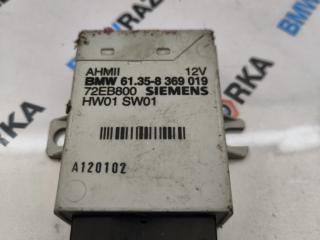 AHMII 12V
BMW 61.35-8 369 019
72EB800 SIEMENS
HW01 SW01
A120102